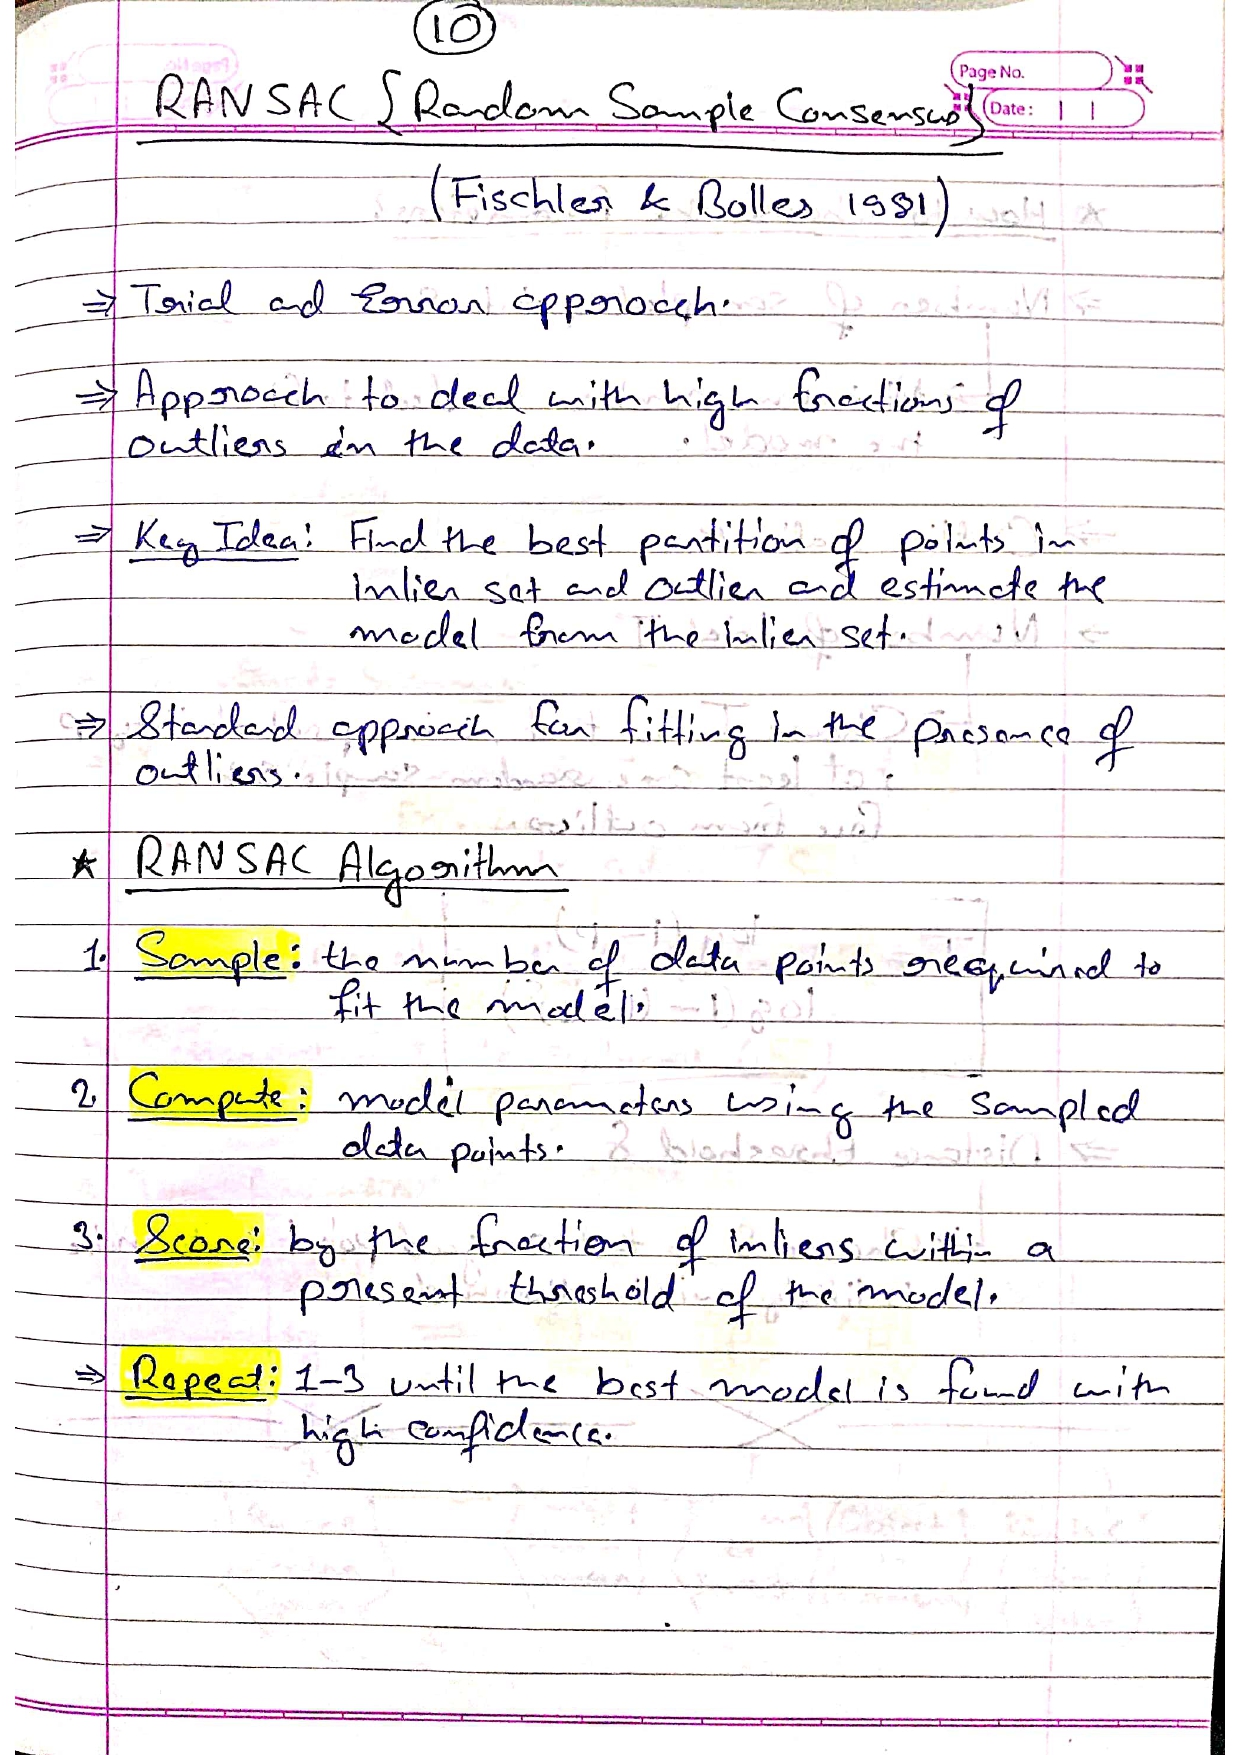 10
Page No.
RANSAC {Random Sample Consensus}
Date:
(Fischler & Bolles 1981)
⇒ Trial and Error approach.
⇒ Approach to deal with high fractions of
outliers in the data.
⇒ Key Idea: Find the best partition of points in
inlier set and outlier and estimate the
model from the inlier set.
⇒ Standard approach for fitting in the presence of
outliers.
★ RANSAC Algorithm
1. Sample: the number of data points required to
fit the model.
2. Compute: model parameters using the sampled
data points.
3. Score: by the fraction of inliers within a
present threshold of the model.
⇒ Repeat: 1-3 until the best model is found with
high confidence.